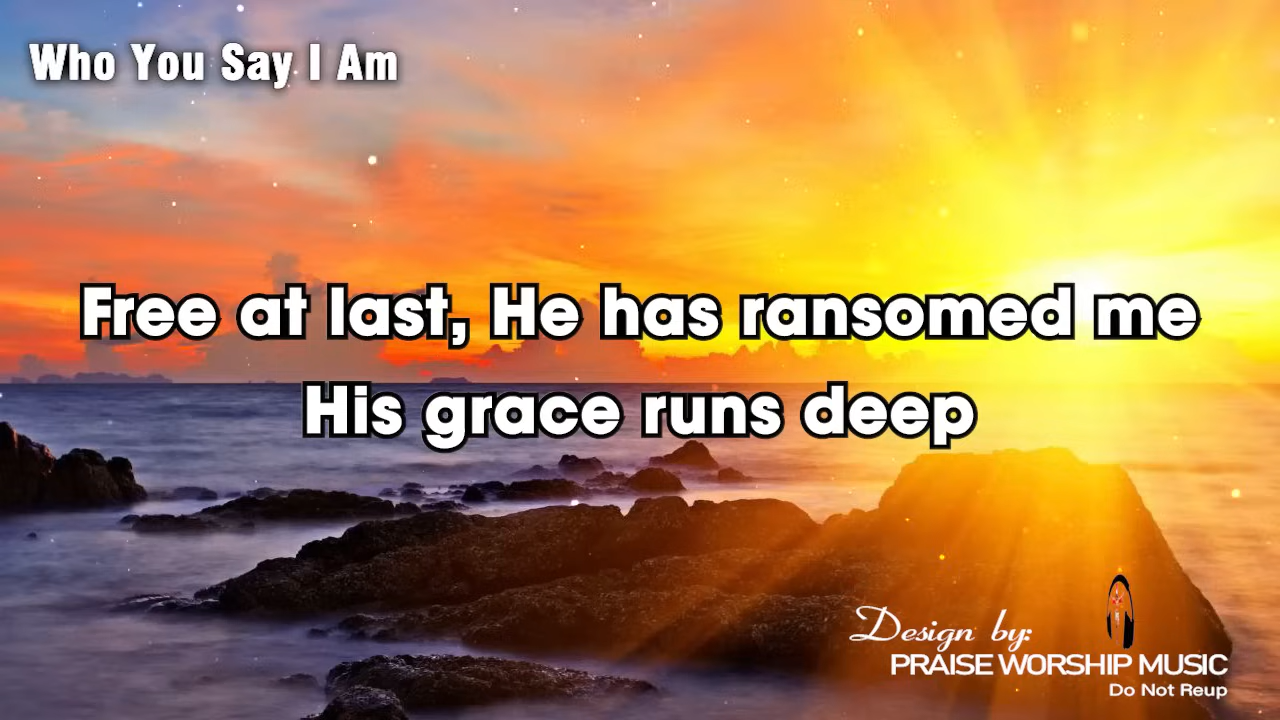 Who You Say I Am
Free at last, He has ransomed me
His grace runs deep
Design by:
PRAISE WORSHIP MUSIC
Do Not Reup